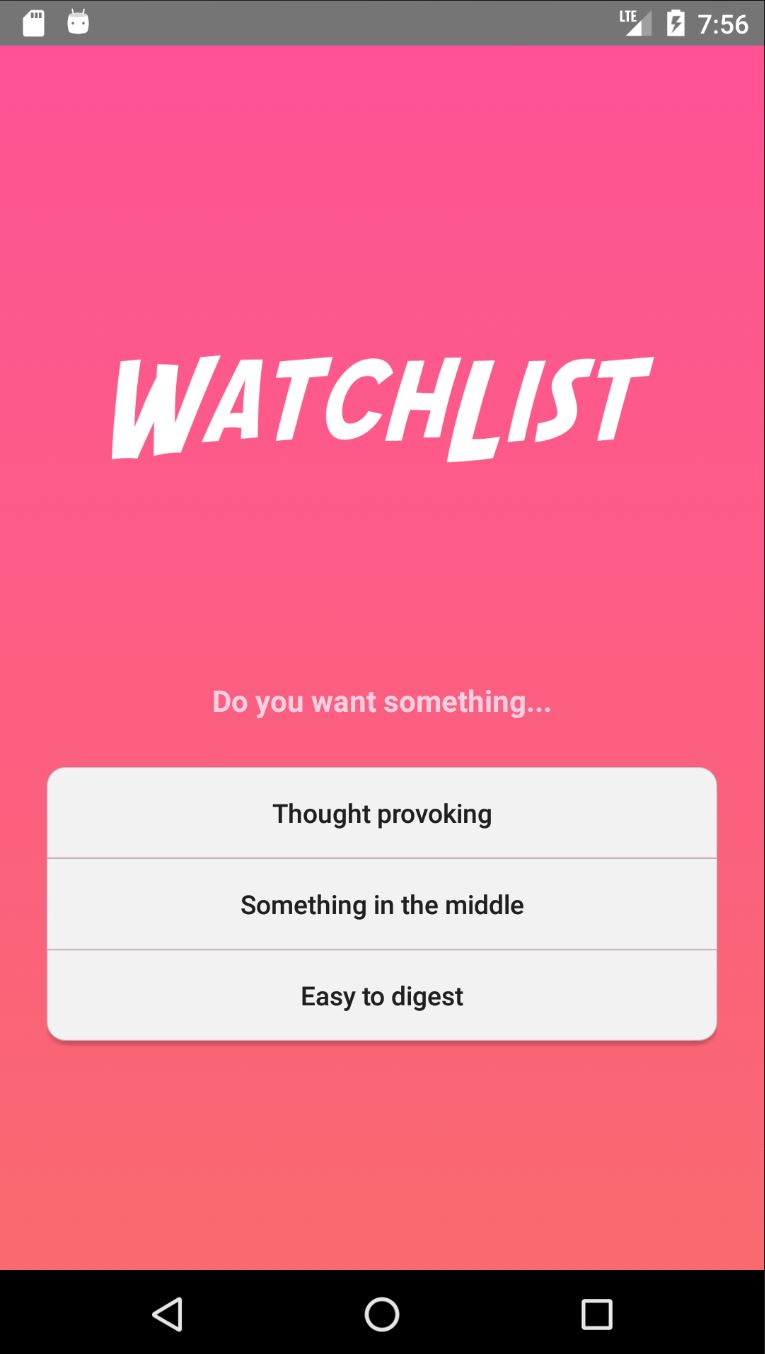 LTE 7:56
WATCHLIST
Do you want something...
Thought provoking
Something in the middle
Easy to digest